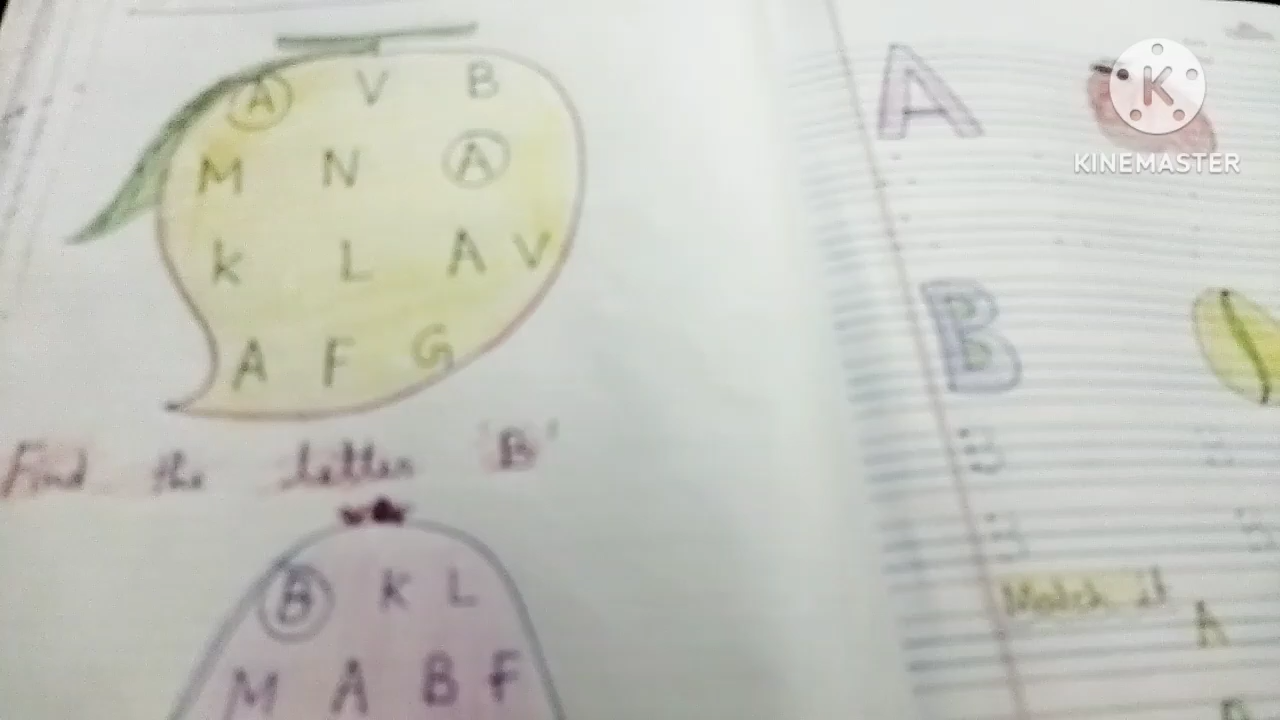 A V B
M N A
K L A V
A F G
Find the letter 'B'
B K L
M A B F
A
B
B B
B B
Match it
A
K
KINEMASTER